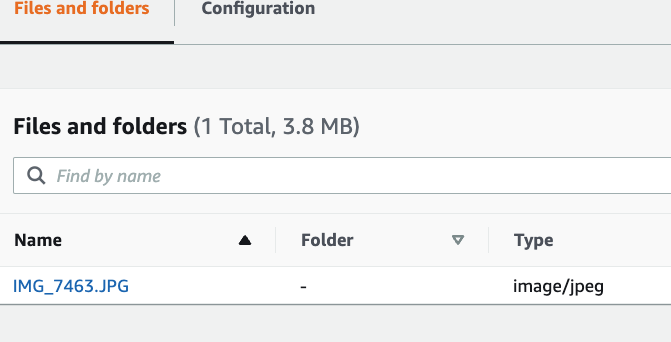 Files and folders Configuration
Files and folders (1 Total, 3.8 MB)
Find by name
Name Folder Type
IMG_7463.JPG - image/jpeg